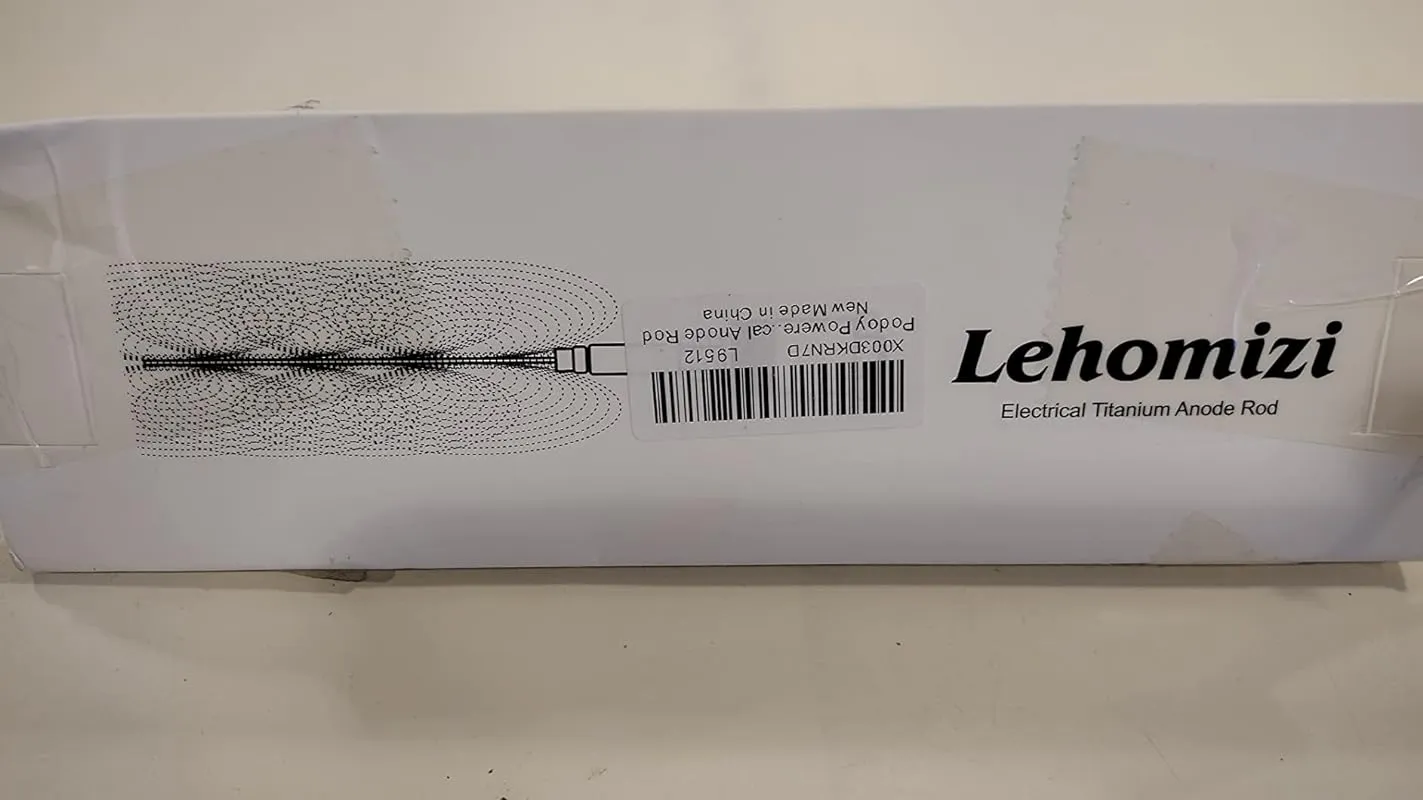 X003DKRN7D L9512
Podoy Powere...cal Anode Rod
New Made in China
Lehomizi
Electrical Titanium Anode Rod